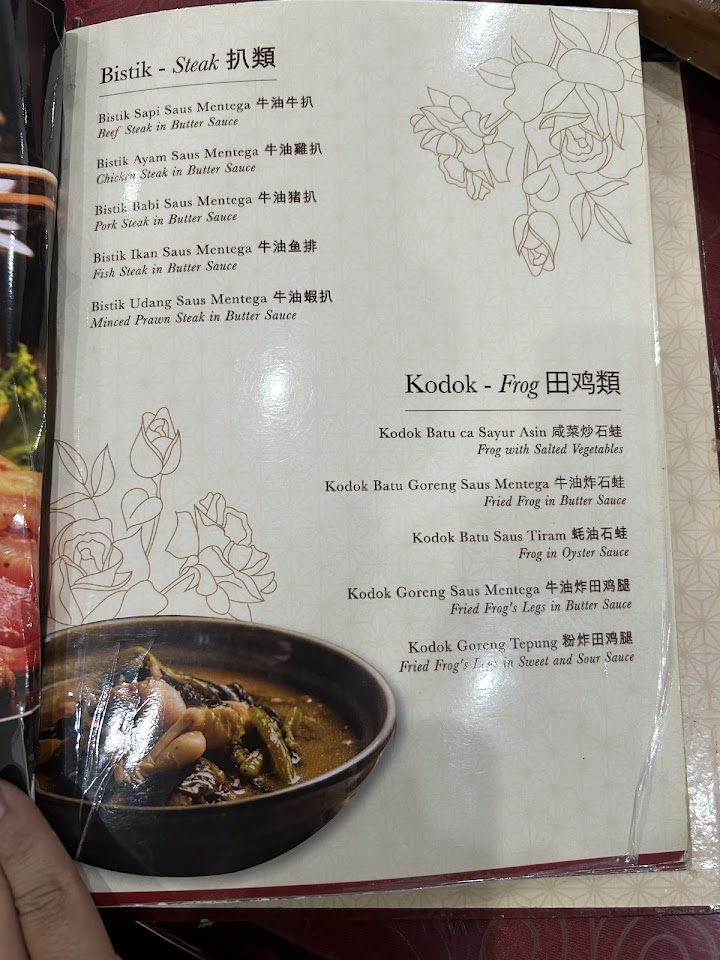 Bistik - Steak 扒類
Bistik Sapi Saus Mentega 牛油牛扒
Beef Steak in Butter Sauce
Bistik Ayam Saus Mentega 牛油雞扒
Chicken Steak in Butter Sauce
Bistik Babi Saus Mentega 牛油猪扒
Pork Steak in Butter Sauce
Bistik Ikan Saus Mentega 牛油鱼排
Fish Steak in Butter Sauce
Bistik Udang Saus Mentega 牛油蝦扒
Minced Prawn Steak in Butter Sauce
Kodok - Frog 田鸡類
Kodok Batu ca Sayur Asin 咸菜炒石蛙
Frog with Salted Vegetables
Kodok Batu Goreng Saus Mentega 牛油炸石蛙
Fried Frog in Butter Sauce
Kodok Batu Saus Tiram 蚝油石蛙
Frog in Oyster Sauce
Kodok Goreng Saus Mentega 牛油炸田鸡腿
Fried Frog's Legs in Butter Sauce
Kodok Goreng Tepung 粉炸田鸡腿
Fried Frog's Legs in Sweet and Sour Sauce